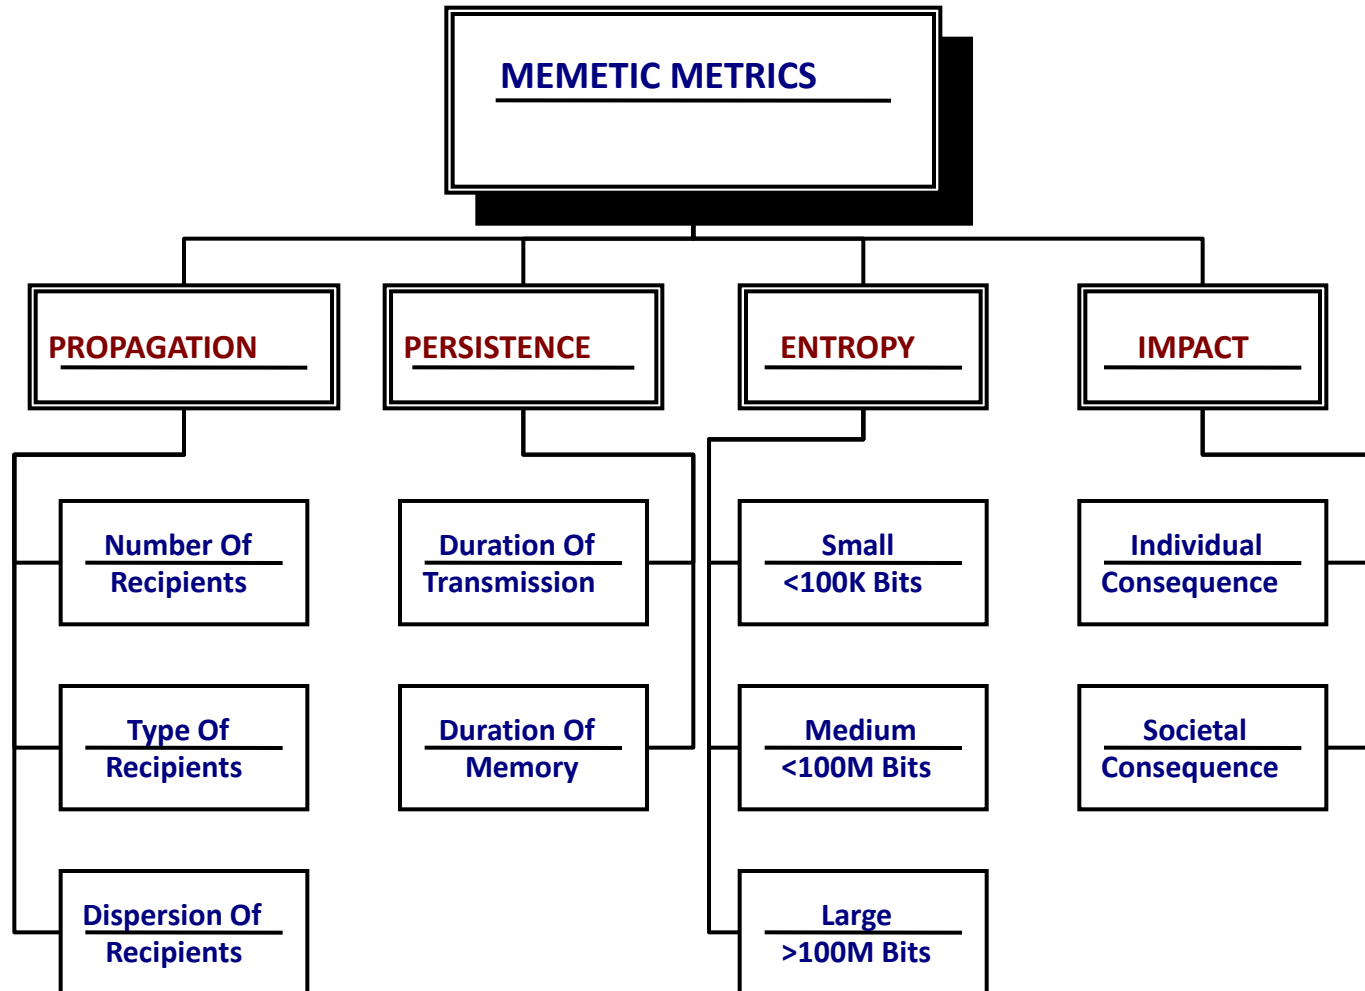 MEMETIC METRICS
PROPAGATION
PERSISTENCE
ENTROPY
IMPACT
Number Of
Recipients
Duration Of
Transmission
Small
<100K Bits
Individual
Consequence
Type Of
Recipients
Duration Of
Memory
Medium
<100M Bits
Societal
Consequence
Dispersion Of
Recipients
Large
>100M Bits